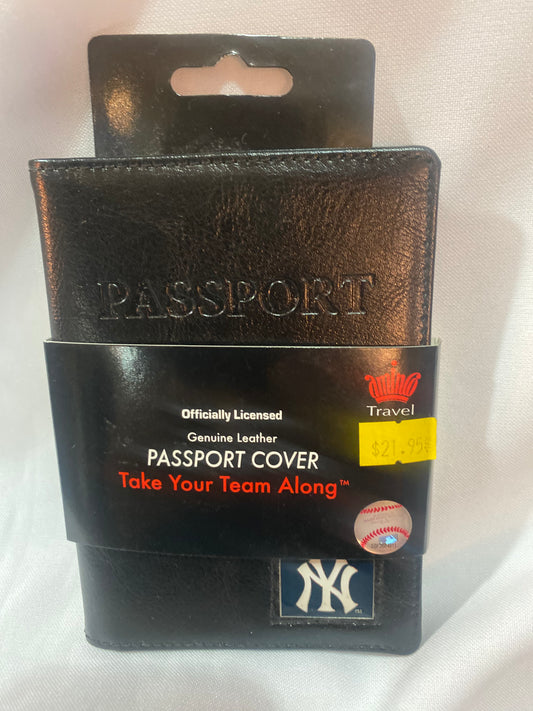 PASSPORT
Travel
$21.95
Officially Licensed
Genuine Leather
PASSPORT COVER
Take Your Team Along™
NY